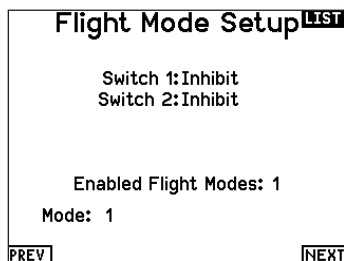 Flight Mode Setup LIST
Switch 1: Inhibit
Switch 2: Inhibit
Enabled Flight Modes: 1
Mode: 1
PREV NEXT